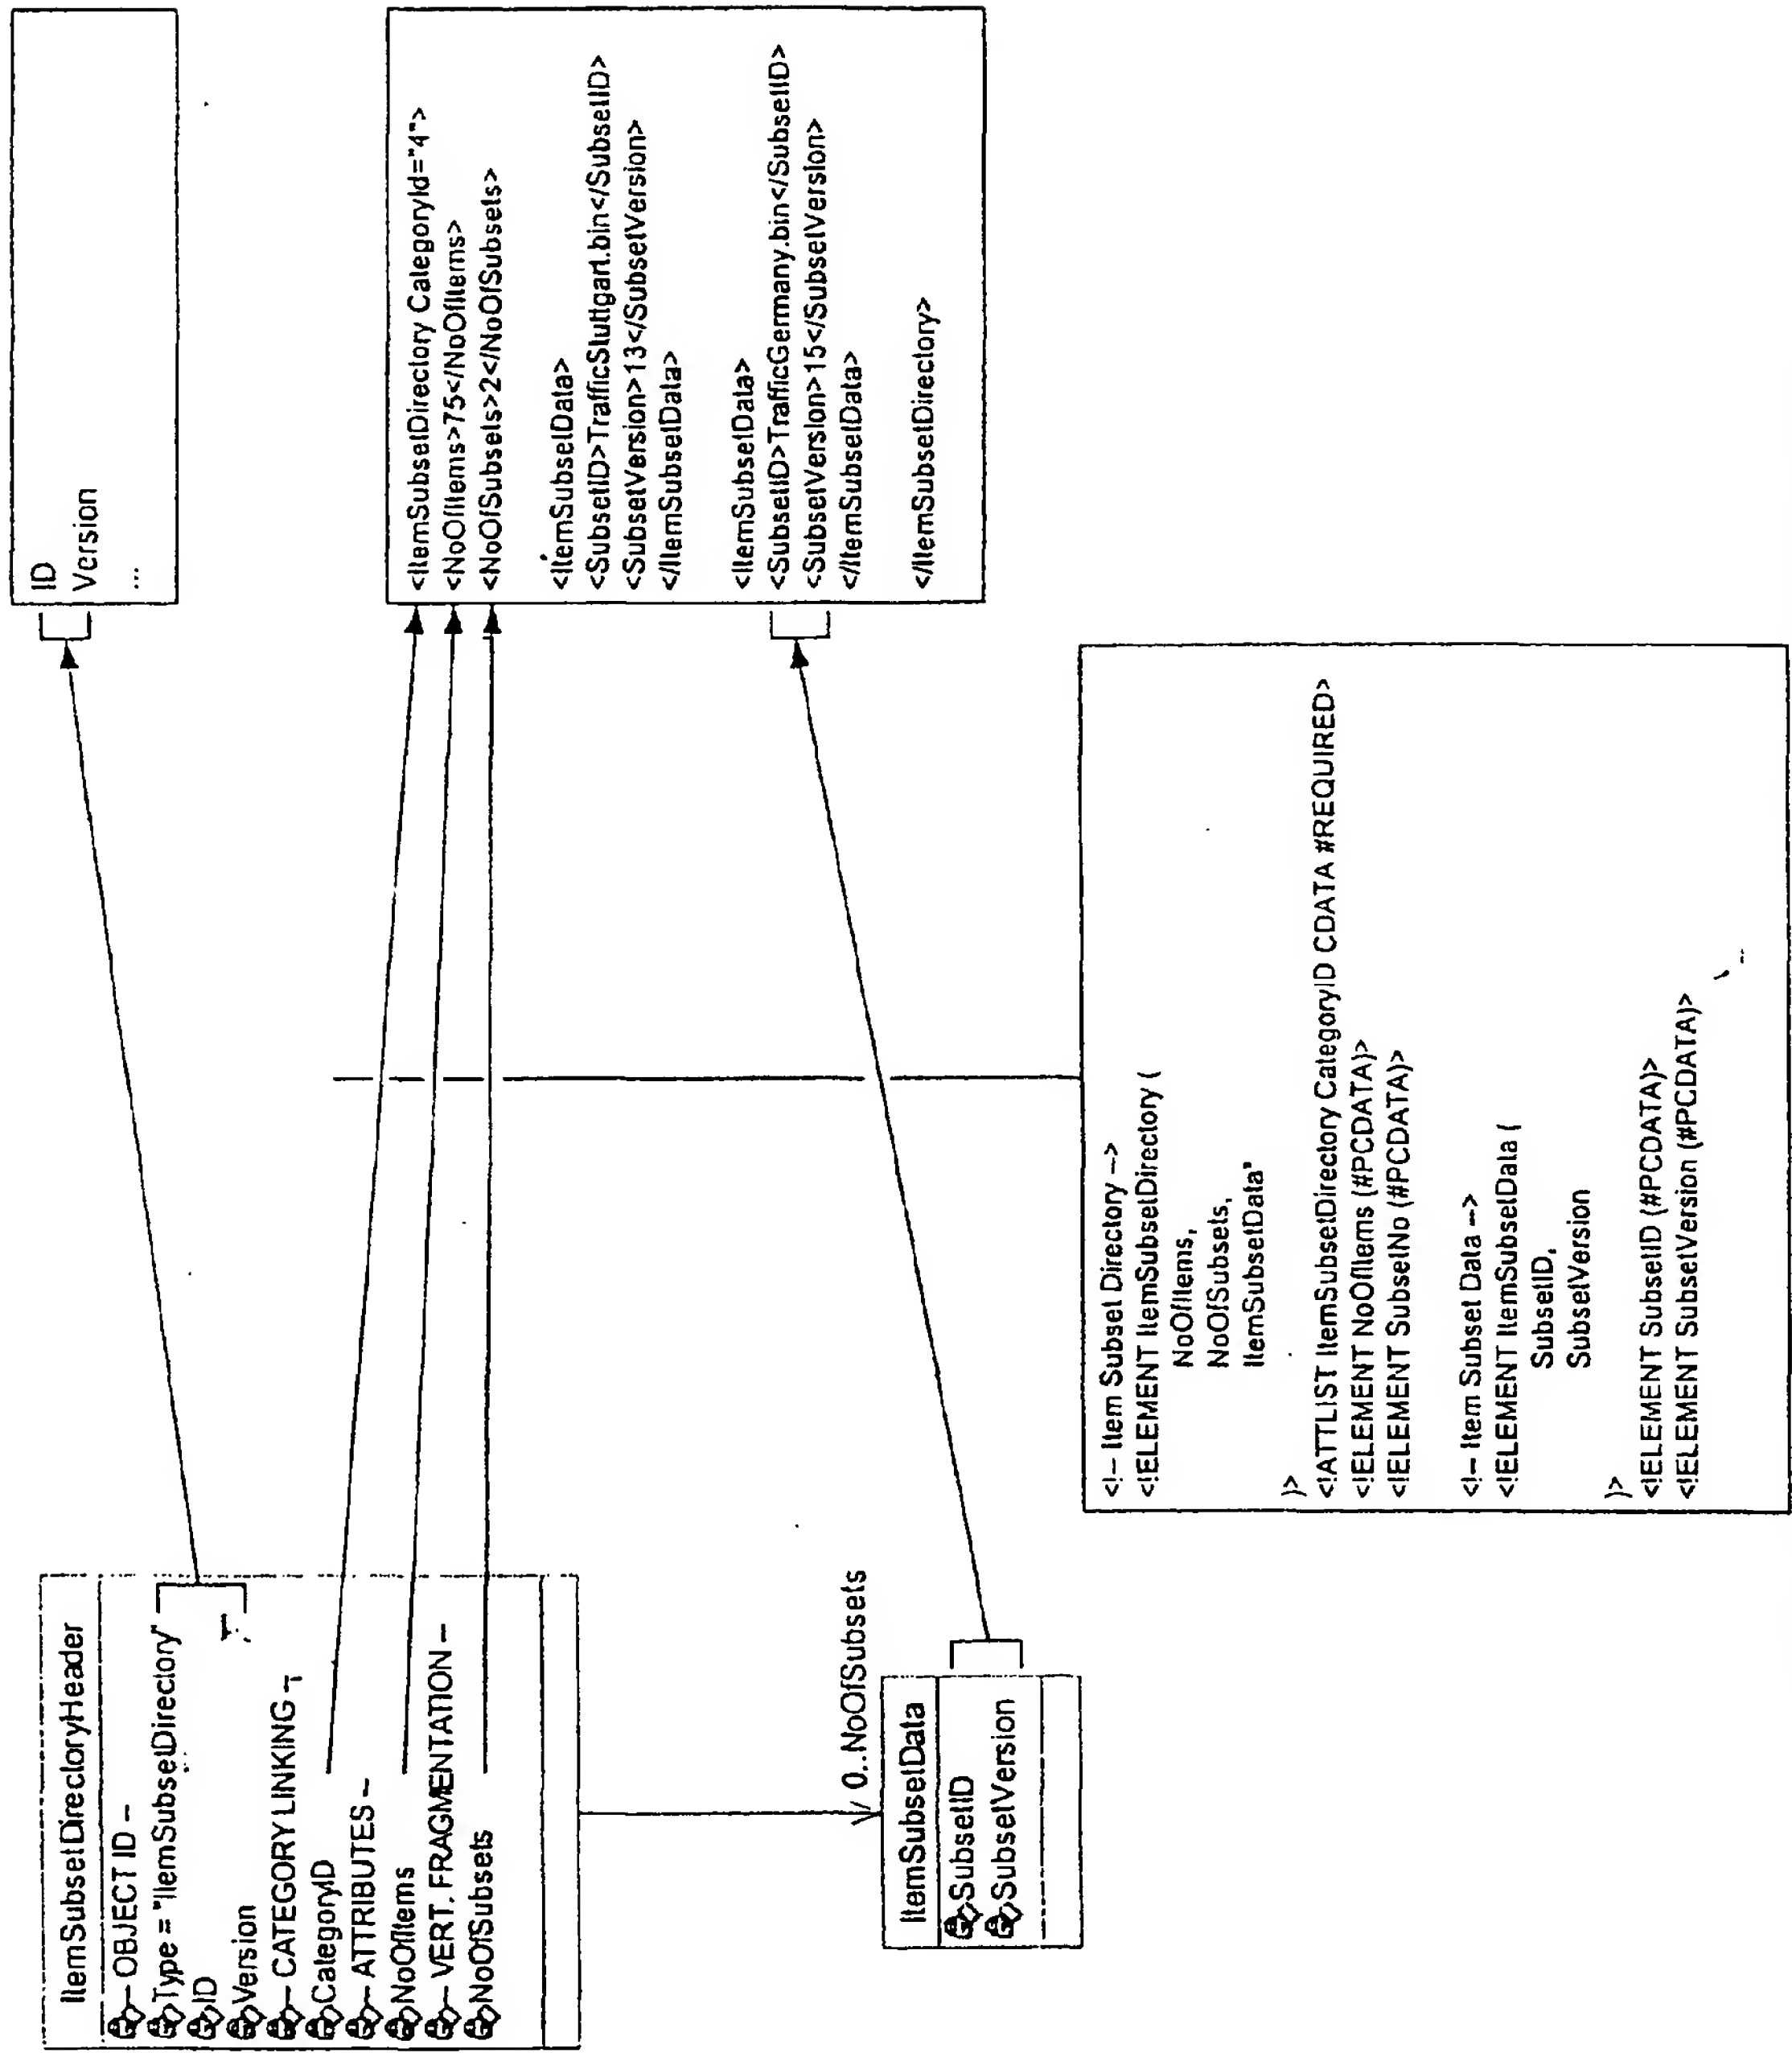 ItemSubsetDirectoryHeader
– OBJECT ID –
Type = "ItemSubsetDirectory"
ID
Version
– CATEGORY LINKING –
CategoryID
– ATTRIBUTES –
NoOfItems
– VERT. FRAGMENTATION –
NoOfSubsets
0..NoOfSubsets
ItemSubsetData
SubsetID
SubsetVersion
ID
Version
...
<ItemSubsetDirectory CategoryId="4">
<NoOfItems>75</NoOfItems>
<NoOfSubsets>2</NoOfSubsets>
<ItemSubsetData>
<SubsetID>TrafficStuttgart.bin</SubsetID>
<SubsetVersion>13</SubsetVersion>
</ItemSubsetData>
<ItemSubsetData>
<SubsetID>TrafficGermany.bin</SubsetID>
<SubsetVersion>15</SubsetVersion>
</ItemSubsetData>
</ItemSubsetDirectory>
<!-- Item Subset Directory -->
<!ELEMENT ItemSubsetDirectory (
NoOfItems,
NoOfSubsets,
ItemSubsetData*
)>
<!ATTLIST ItemSubsetDirectory CategoryID CDATA #REQUIRED>
<!ELEMENT NoOfItems (#PCDATA)>
<!ELEMENT SubsetNo (#PCDATA)>
<!-- Item Subset Data -->
<!ELEMENT ItemSubsetData (
SubsetID,
SubsetVersion
)>
<!ELEMENT SubsetID (#PCDATA)>
<!ELEMENT SubsetVersion (#PCDATA)>